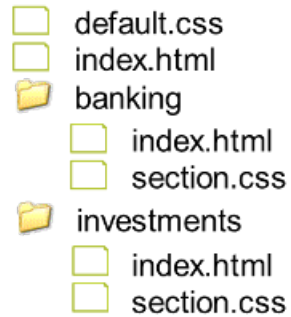 default.css
index.html
banking
index.html
section.css
investments
index.html
section.css